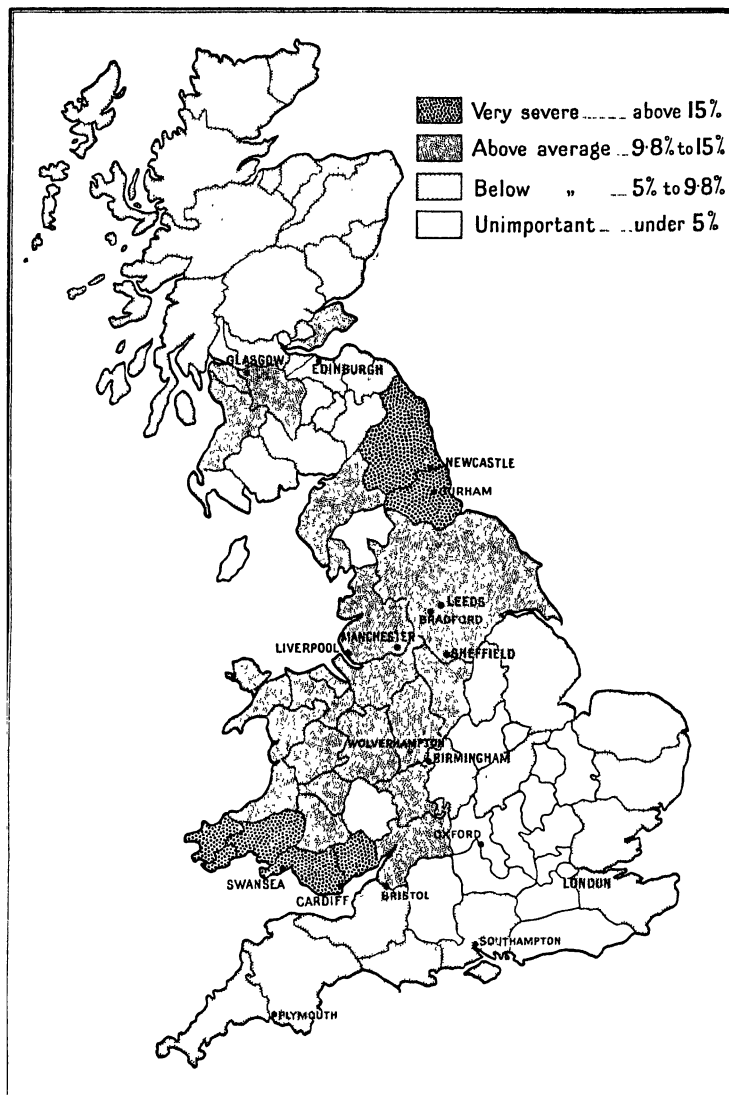 Very severe ...... above 15%
Above average .. 9·8% to 15%
Below „ .. 5% to 9·8%
Unimportant .. .. under 5%
GLASGOW
EDINBURGH
NEWCASTLE
DURHAM
LEEDS
BRADFORD
MANCHESTER
LIVERPOOL
SHEFFIELD
WOLVERHAMPTON
BIRMINGHAM
OXFORD
SWANSEA
LONDON
CARDIFF
BRISTOL
SOUTHAMPTON
PLYMOUTH